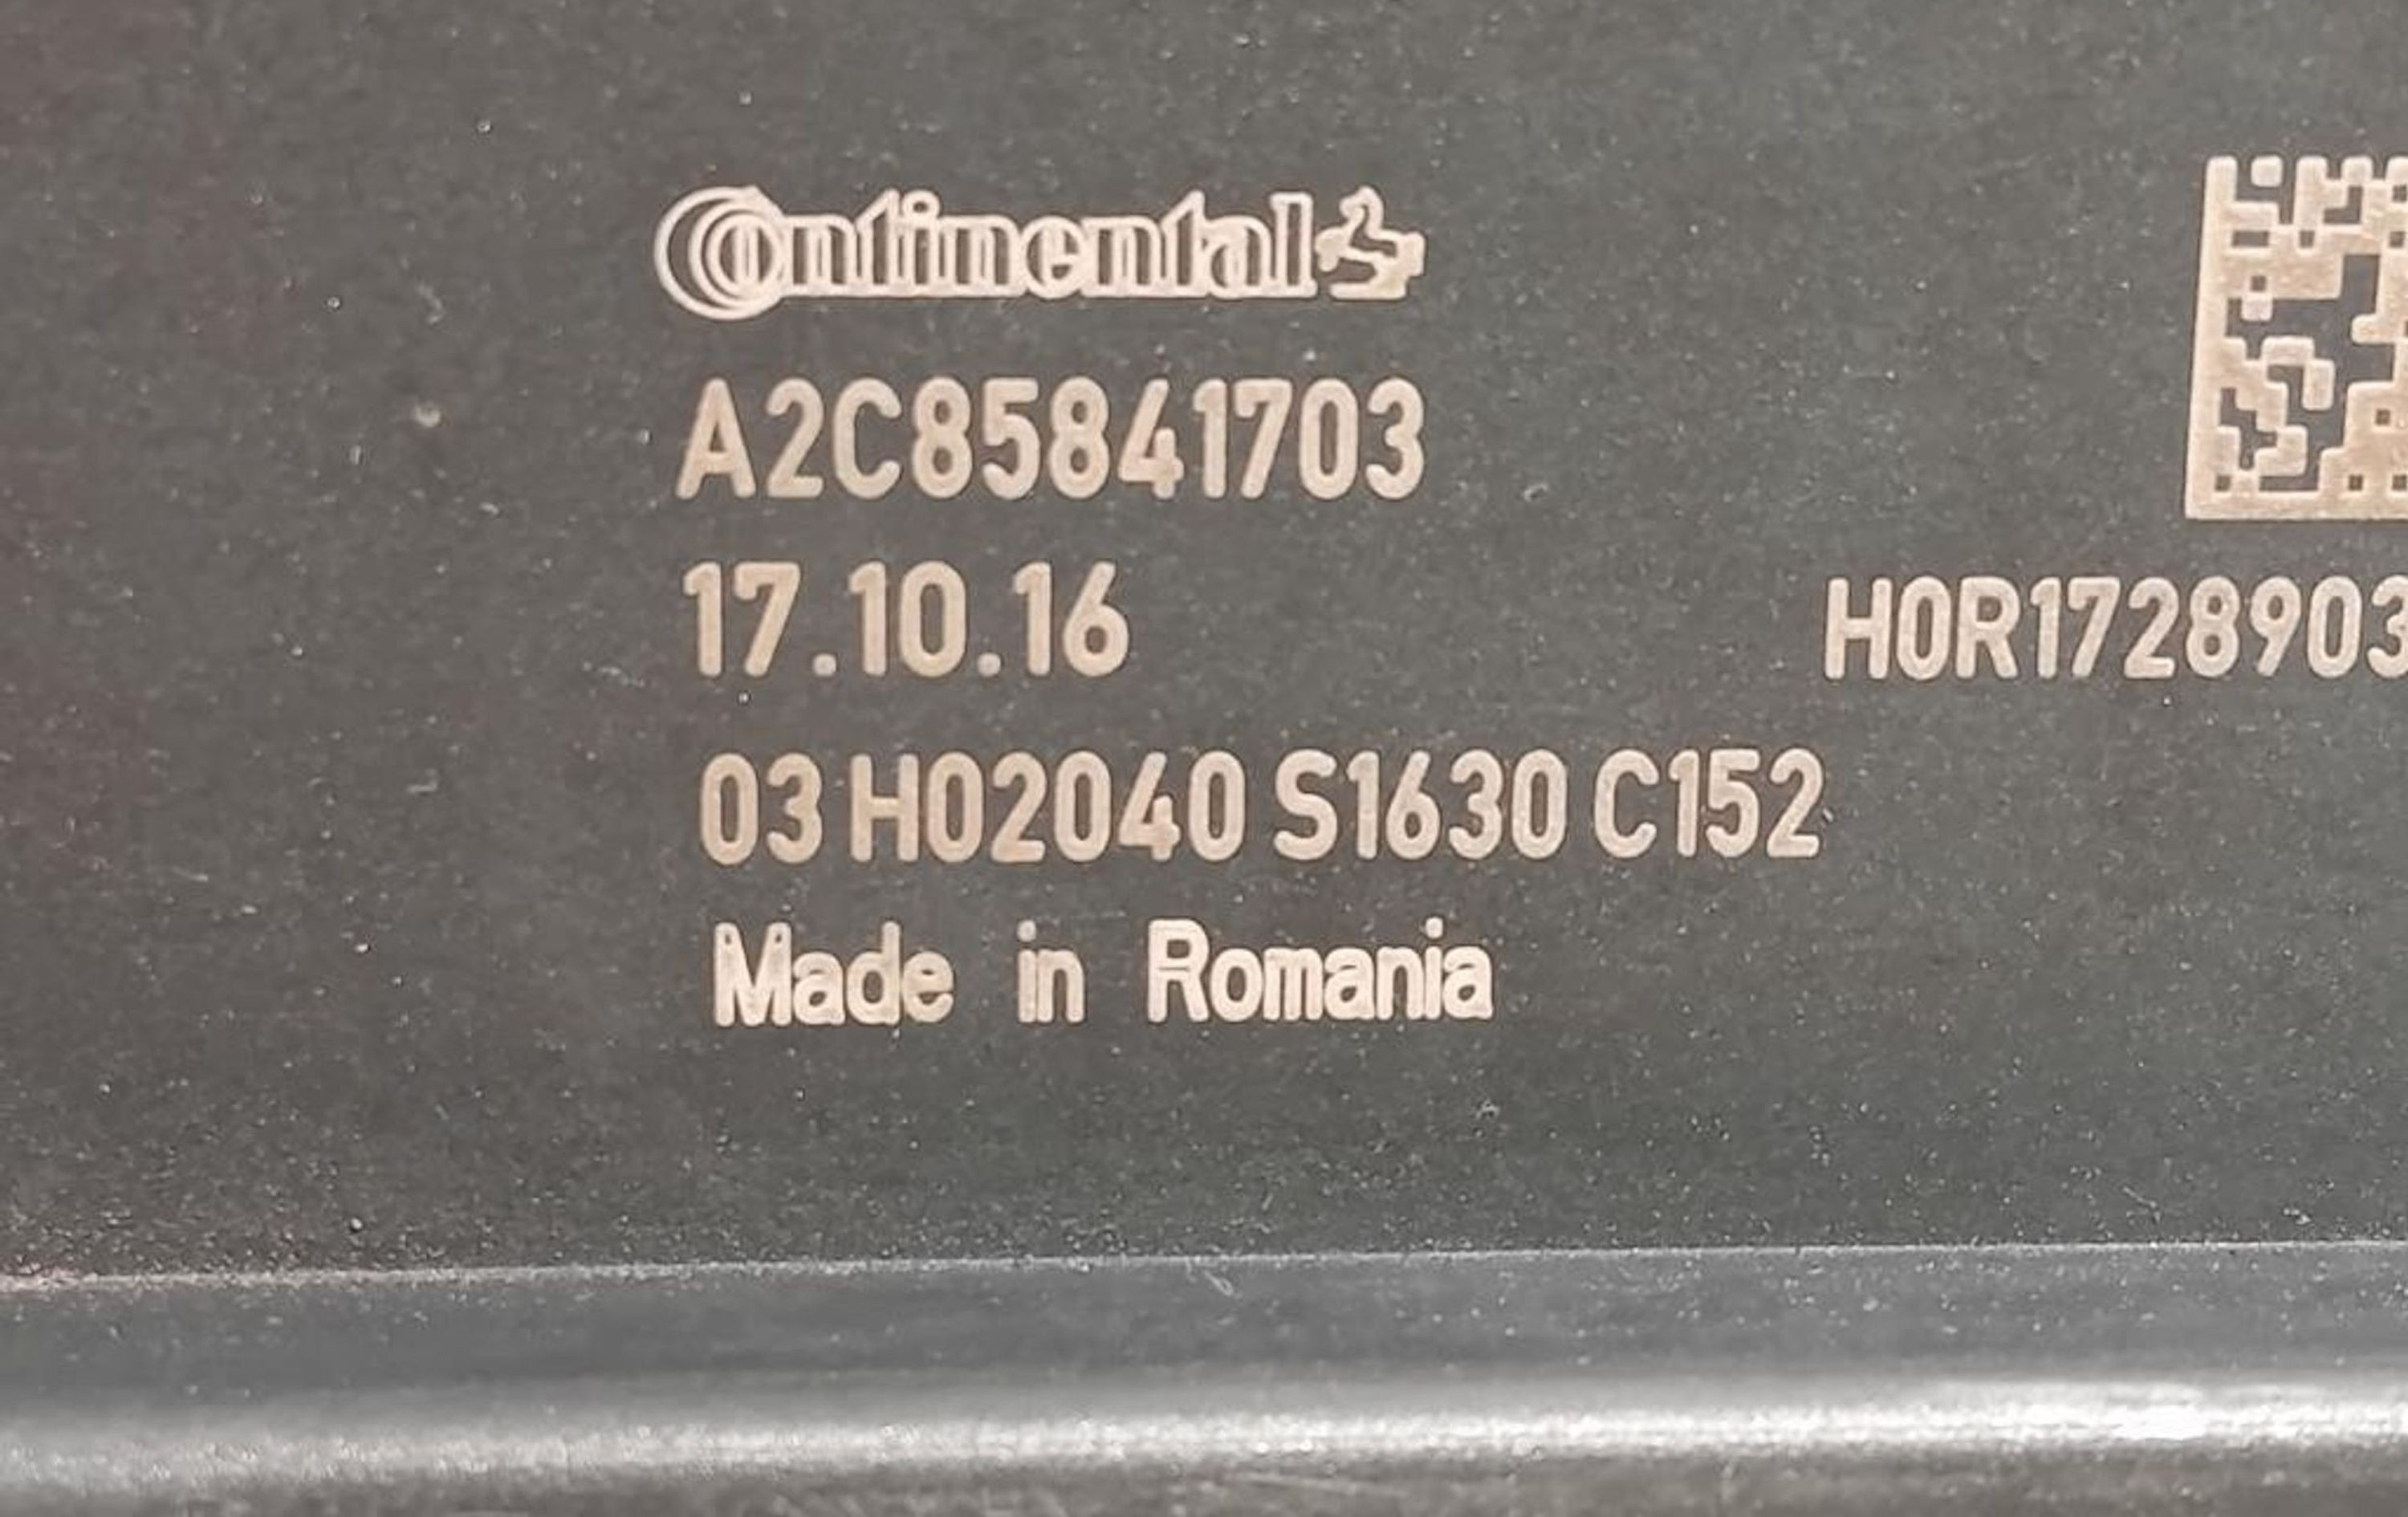 Continental
A2C85841703
17.10.16
H0R1728903
03 H02040 S1630 C152
Made in Romania